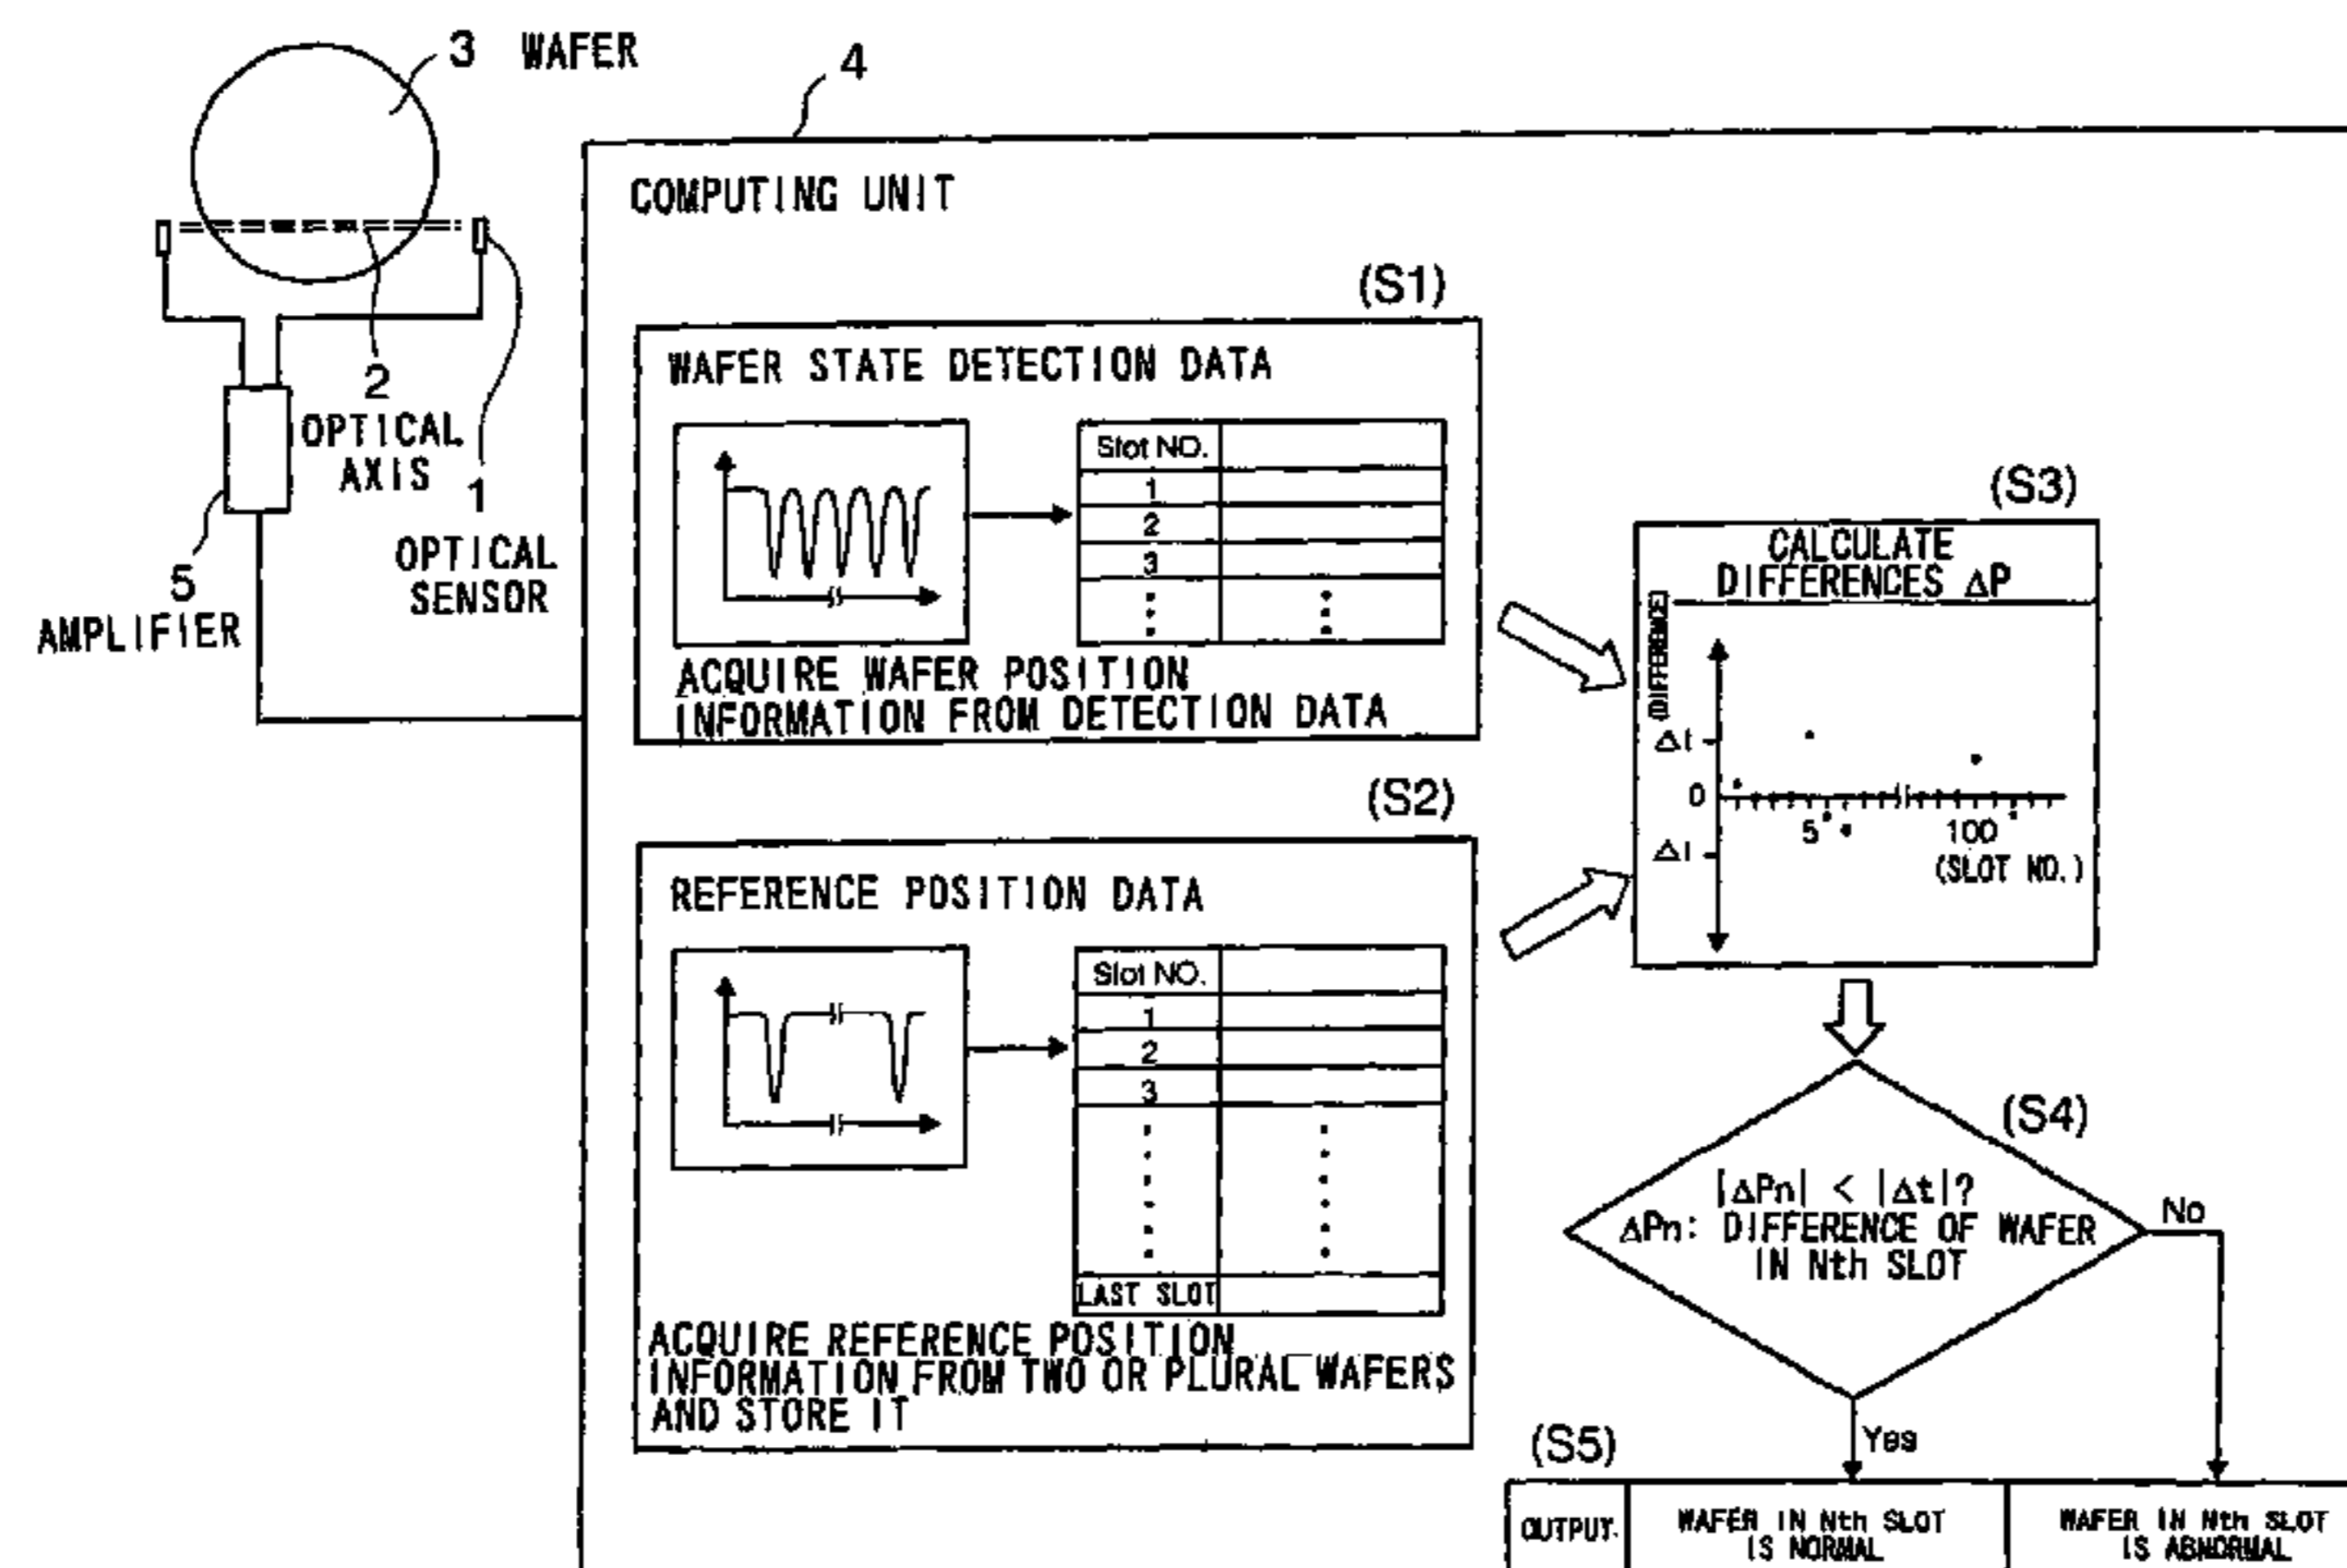 3 WAFER
4
COMPUTING UNIT
2
OPTICAL
AXIS
1
OPTICAL
SENSOR
5
AMPLIFIER
(S1)
WAFER STATE DETECTION DATA
Slot NO.
1
2
3
ACQUIRE WAFER POSITION
INFORMATION FROM DETECTION DATA
(S2)
REFERENCE POSITION DATA
Slot NO.
1
2
3
LAST SLOT
ACQUIRE REFERENCE POSITION
INFORMATION FROM TWO OR PLURAL WAFERS
AND STORE IT
(S3)
CALCULATE
DIFFERENCES ΔP
(DIFFERENCE)
Δt
0
5
100
Δt
(SLOT NO.)
(S4)
|ΔPn| < |Δt|?
ΔPn: DIFFERENCE OF WAFER
IN Nth SLOT
No
Yes
(S5)
OUTPUT
WAFER IN Nth SLOT
IS NORMAL
WAFER IN Nth SLOT
IS ABNORMAL